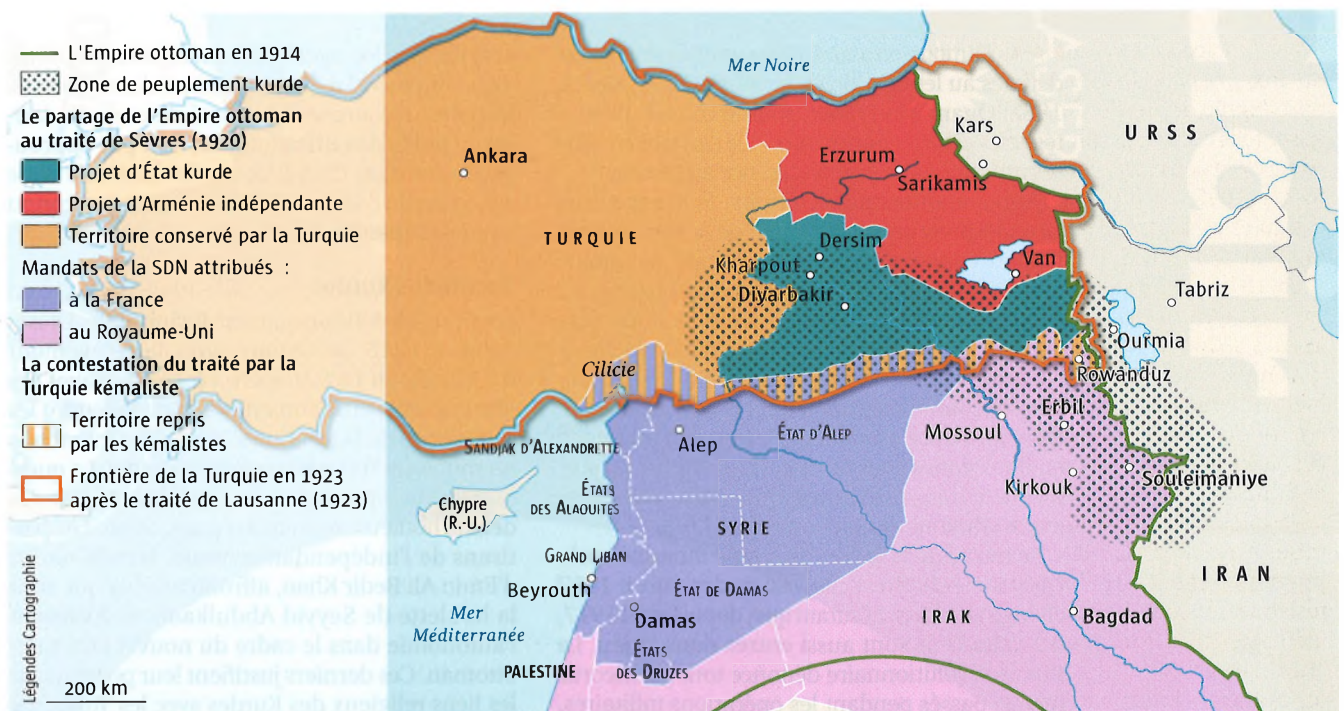 L'Empire ottoman en 1914
Zone de peuplement kurde
Le partage de l'Empire ottoman
au traité de Sèvres (1920)
Projet d'État kurde
Projet d'Arménie indépendante
Territoire conservé par la Turquie
Mandats de la SDN attribués :
à la France
au Royaume-Uni
La contestation du traité par la
Turquie kémaliste
Territoire repris
par les kémalistes
Frontière de la Turquie en 1923
après le traité de Lausanne (1923)
Légendes Cartographie
200 km
Mer Noire
Ankara
TURQUIE
Kars
URSS
Erzurum
Sarikamis
Dersim
Kharpout
Diyarbakir
Van
Tabriz
Ourmia
Rowanduz
Cilicie
Erbil
Mossoul
Alep
ÉTAT D'ALEP
SANDJAK D'ALEXANDRETTE
Kirkouk
Souleimaniye
ÉTATS
DES ALAOUITES
Chypre
(R.-U.)
SYRIE
GRAND LIBAN
IRAN
Beyrouth
ÉTAT DE DAMAS
Mer
Méditerranée
Damas
IRAK
Bagdad
ÉTATS
DES DRUZES
PALESTINE